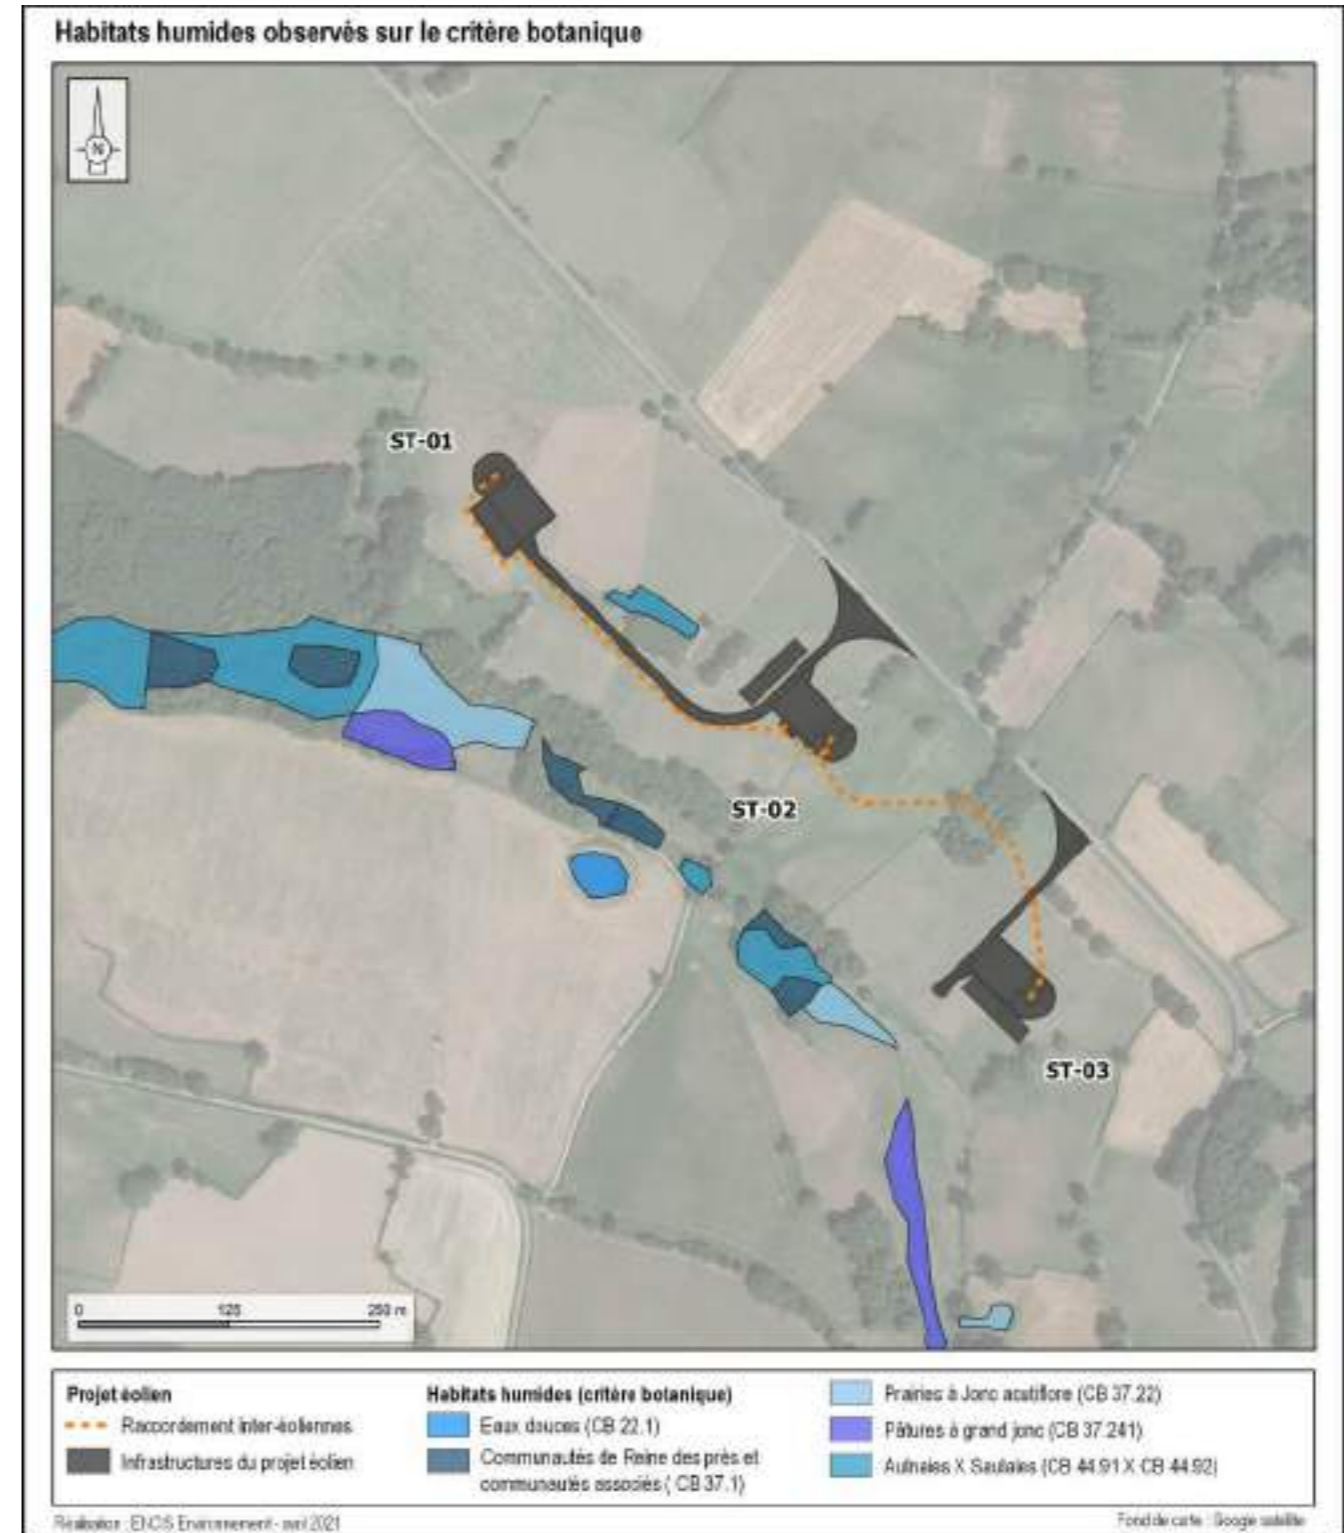 Habitats humides observés sur le critère botanique
N
ST-01
ST-02
ST-03
0 125 250 m
Projet éolien
Raccordement inter-éoliennes
Infrastructures du projet éolien
Habitats humides (critère botanique)
Eaux douces (CB 22.1)
Communautés de Reine des près et
communautés associés ( CB 37.1)
Prairies à Jonc acutiflore (CB 37.22)
Pâtures à grand jonc (CB 37.241)
Aulnaies X Saulaies (CB 44.91 X CB 44.92)
Réalisation : ENCIS Environnement - avril 2021
Fond de carte : Google satellite